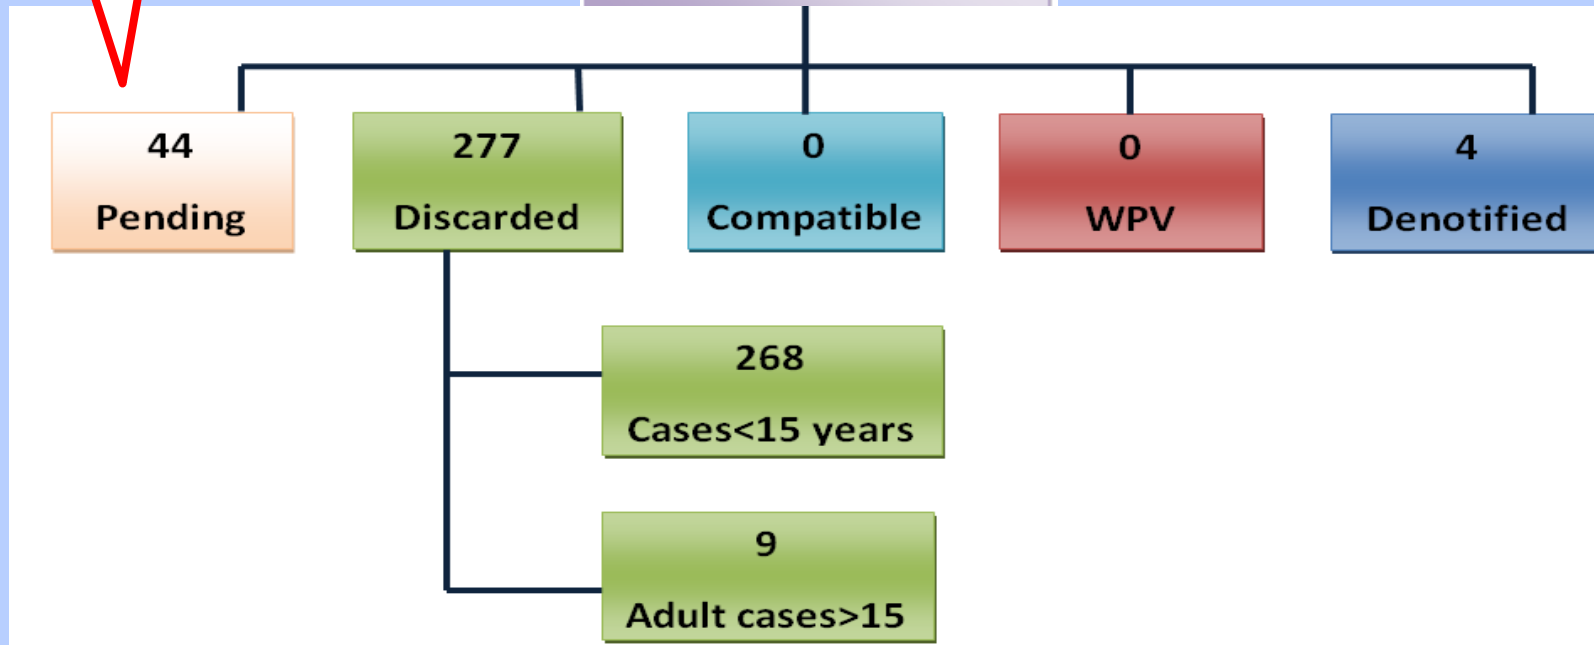 44
Pending
277
Discarded
0
Compatible
0
WPV
4
Denotified
268
Cases<15 years
9
Adult cases>15